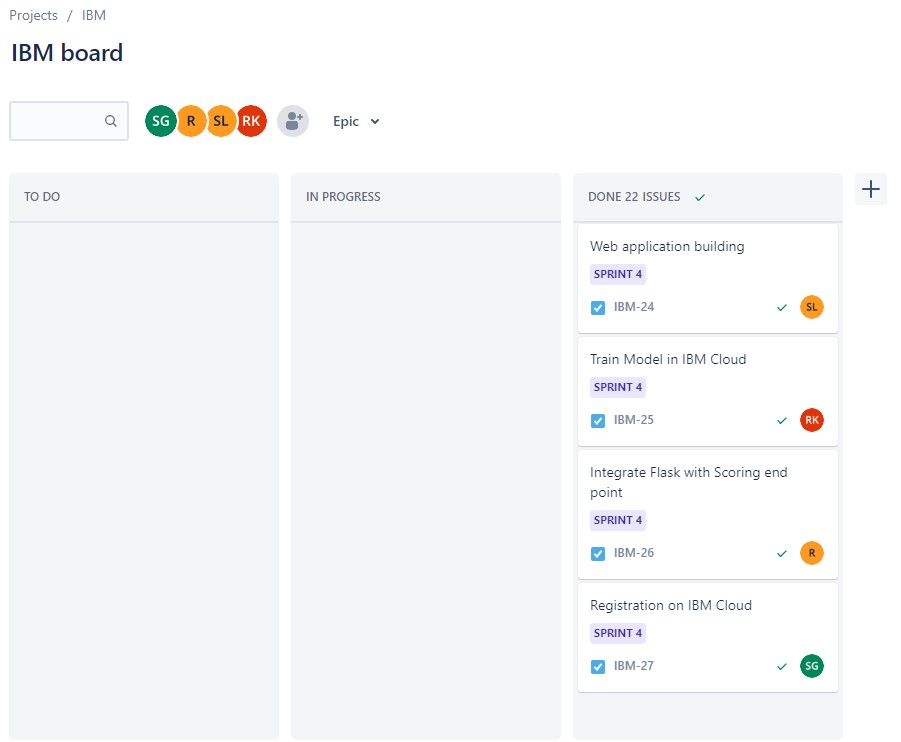 Projects / IBM
IBM board
SG R SL RK Epic
TO DO
IN PROGRESS
DONE 22 ISSUES
Web application building
SPRINT 4
IBM-24 SL
Train Model in IBM Cloud
SPRINT 4
IBM-25 RK
Integrate Flask with Scoring end
point
SPRINT 4
IBM-26 R
Registration on IBM Cloud
SPRINT 4
IBM-27 SG